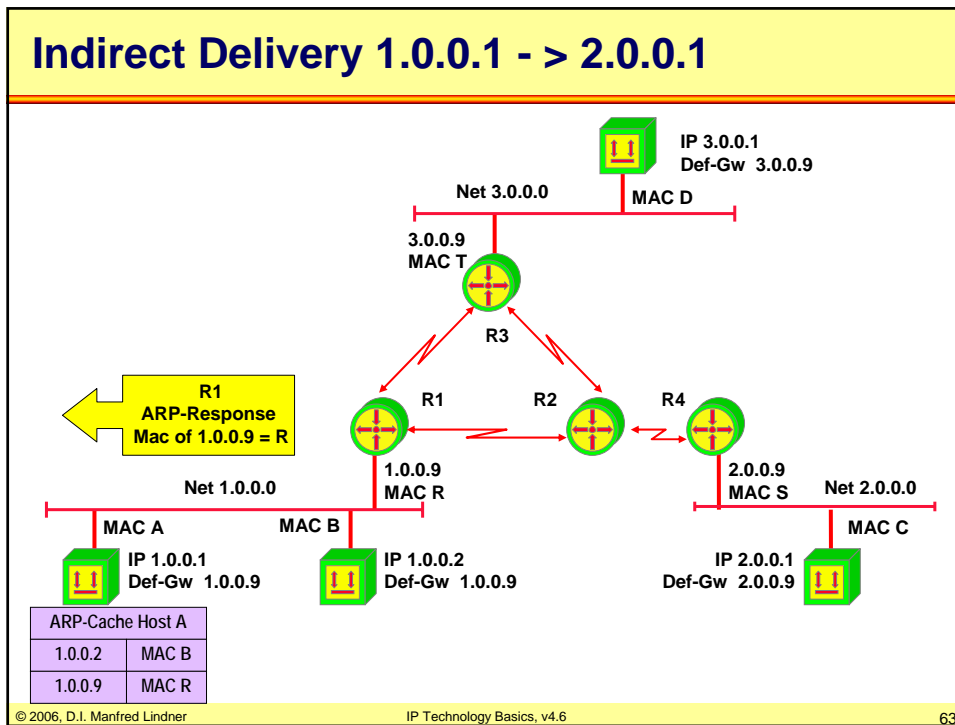 Indirect Delivery 1.0.0.1 - > 2.0.0.1
IP 3.0.0.1
Def-Gw 3.0.0.9
Net 3.0.0.0
MAC D
3.0.0.9
MAC T
R3
R1
ARP-Response
Mac of 1.0.0.9 = R
R1
R2
R4
1.0.0.9
MAC R
2.0.0.9
MAC S
Net 1.0.0.0
Net 2.0.0.0
MAC A
MAC B
MAC C
IP 1.0.0.1
Def-Gw 1.0.0.9
IP 1.0.0.2
Def-Gw 1.0.0.9
IP 2.0.0.1
Def-Gw 2.0.0.9
ARP-Cache Host A
1.0.0.2 MAC B
1.0.0.9 MAC R
© 2006, D.I. Manfred Lindner
IP Technology Basics, v4.6
63